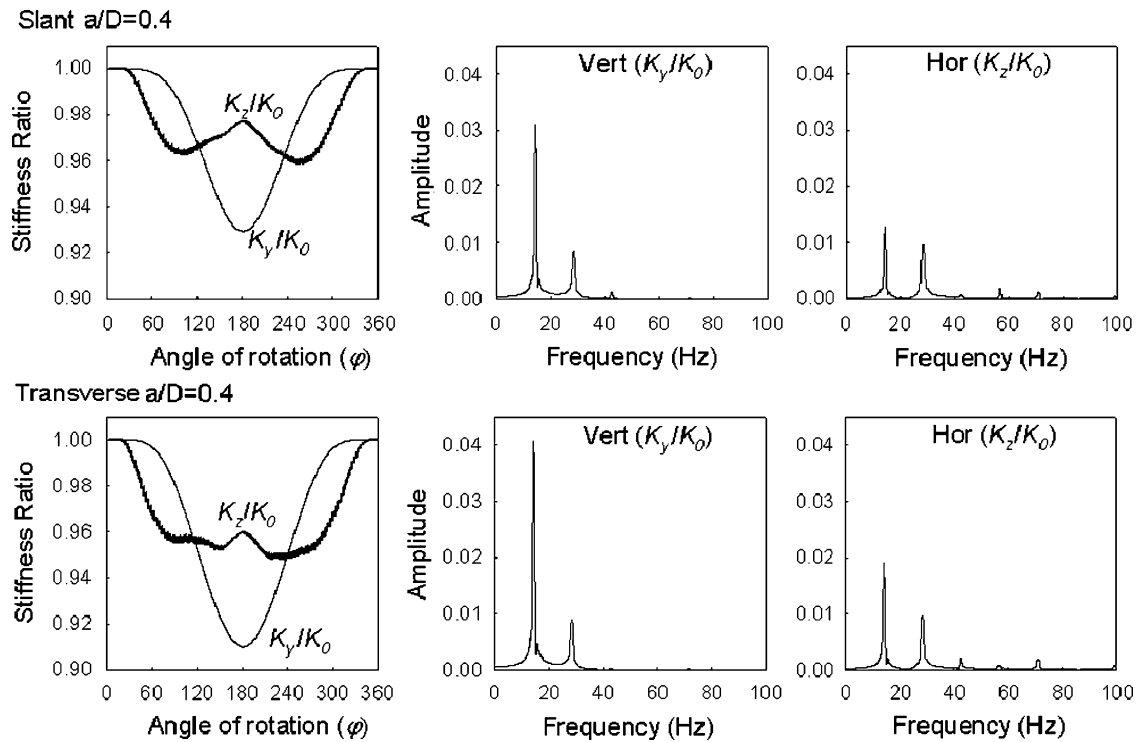 Slant a/D=0.4
Stiffness Ratio
1.00
0.98
0.96
0.94
0.92
0.90
K_z/K_0
K_y/K_0
0 60 120 180 240 300 360
Angle of rotation (φ)
Vert (K_y/K_0)
Amplitude
0.04
0.03
0.02
0.01
0.00
0 20 40 60 80 100
Frequency (Hz)
Hor (K_z/K_0)
0.04
0.03
0.02
0.01
0.00
0 20 40 60 80 100
Frequency (Hz)
Transverse a/D=0.4
Stiffness Ratio
1.00
0.98
0.96
0.94
0.92
0.90
K_z/K_0
K_y/K_0
0 60 120 180 240 300 360
Angle of rotation (φ)
Vert (K_y/K_0)
Amplitude
0.04
0.03
0.02
0.01
0.00
0 20 40 60 80 100
Frequency (Hz)
Hor (K_z/K_0)
0.04
0.03
0.02
0.01
0.00
0 20 40 60 80 100
Frequency (Hz)